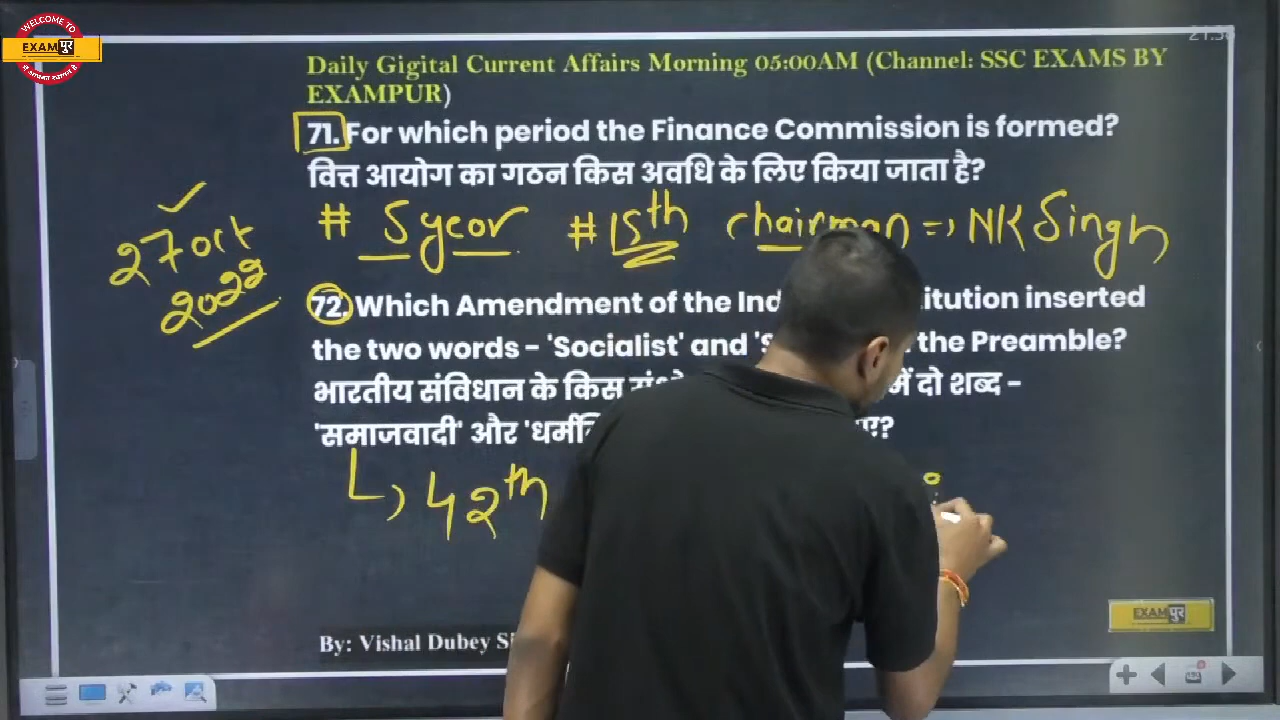 WELCOME TO
EXAMपुर
Daily Gigital Current Affairs Morning 05:00AM (Channel: SSC EXAMS BY
EXAMPUR)
71. For which period the Finance Commission is formed?
वित्त आयोग का गठन किस अवधि के लिए किया जाता है?
# 5 year # 15th chairman => NK Singh
27 oct
2022
72. Which Amendment of the Ind itution inserted
the two words - 'Socialist' and 'S the Preamble?
भारतीय संविधान के किस में दो शब्द -
'समाजवादी' और
42th
EXAMपुर
By: Vishal Dubey